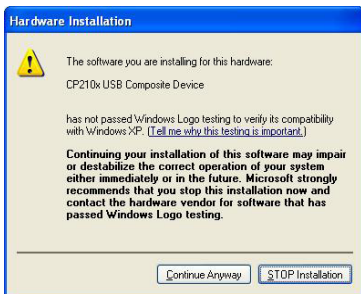 Hardware Installation
The software you are installing for this hardware:
CP210x USB Composite Device
has not passed Windows Logo testing to verify its compatibility
with Windows XP. (Tell me why this testing is important.)
Continuing your installation of this software may impair
or destabilize the correct operation of your system
either immediately or in the future. Microsoft strongly
recommends that you stop this installation now and
contact the hardware vendor for software that has
passed Windows Logo testing.
Continue Anyway
STOP Installation